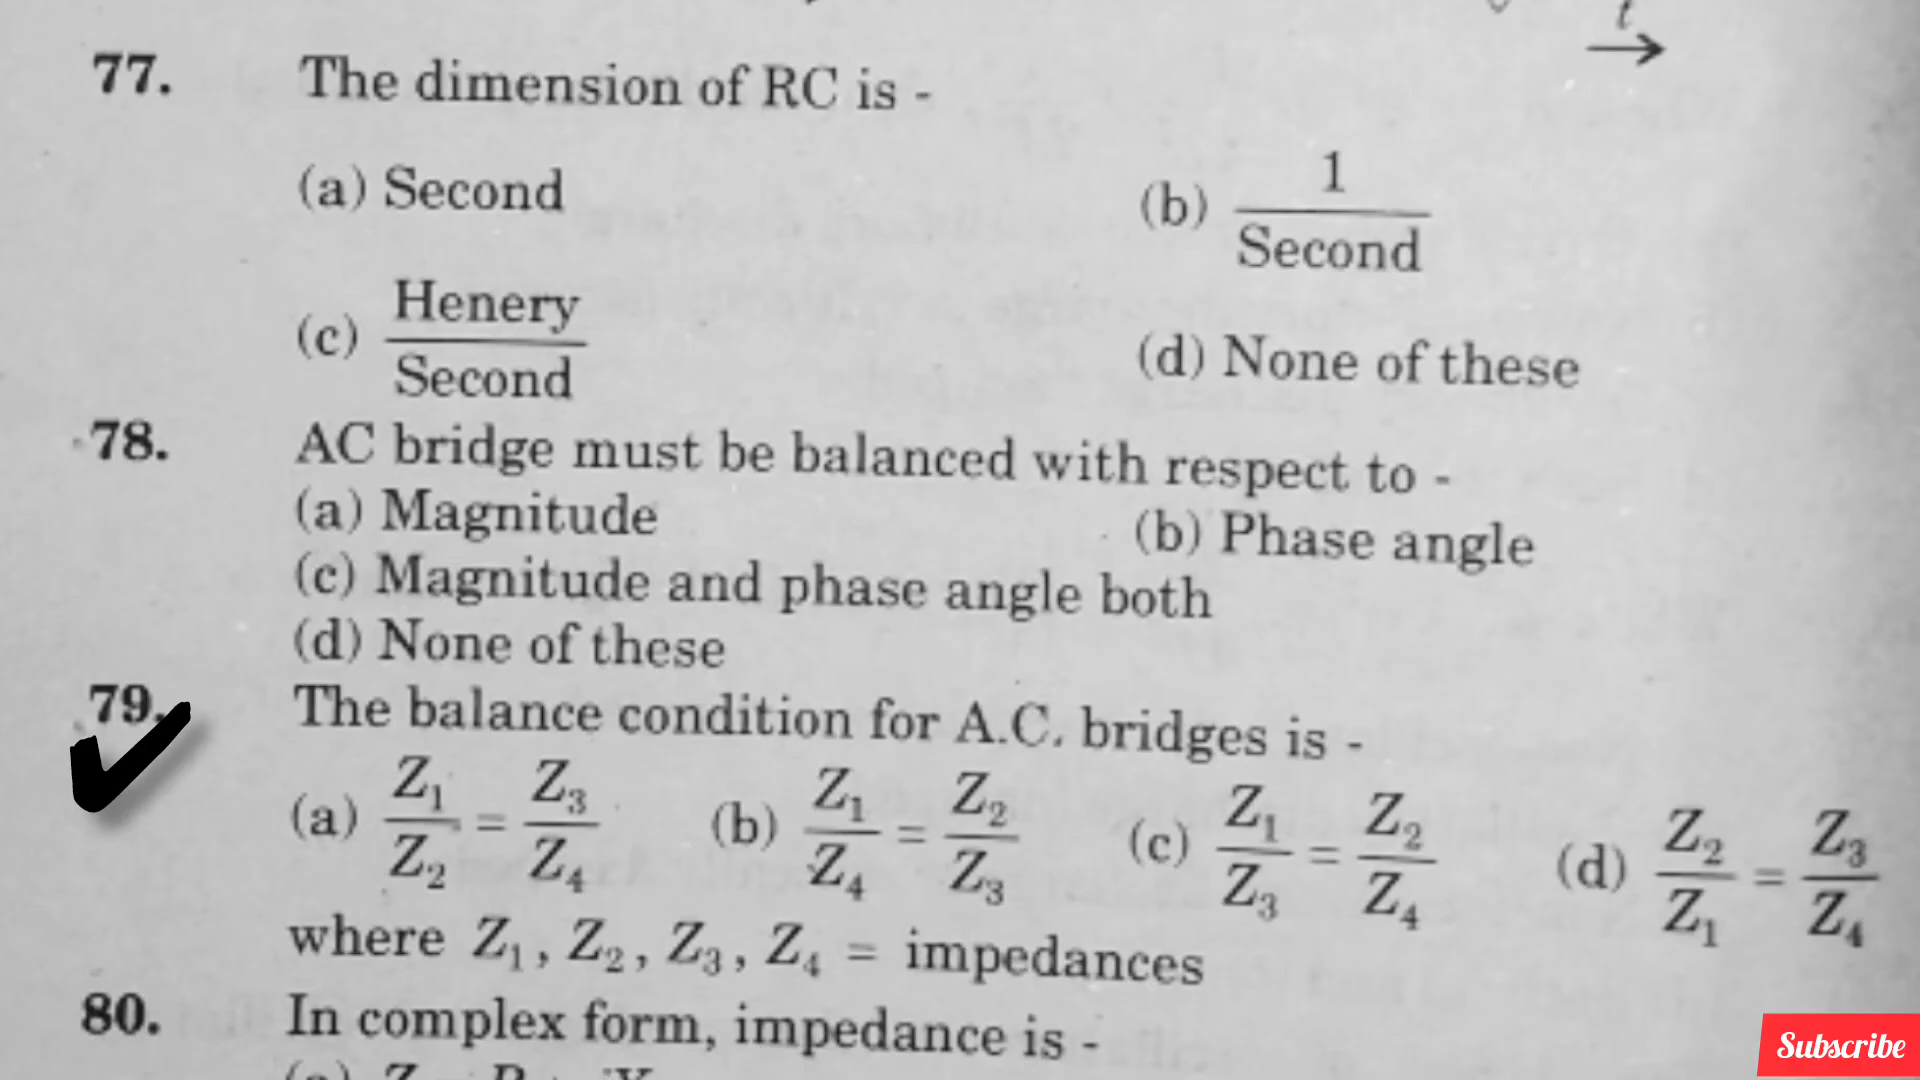 t
→
77. The dimension of RC is -
(a) Second (b) 1/Second
(c) Henery/Second (d) None of these
78. AC bridge must be balanced with respect to -
(a) Magnitude (b) Phase angle
(c) Magnitude and phase angle both
(d) None of these
79. The balance condition for A.C. bridges is -
(a) Z₁/Z₂ = Z₃/Z₄ (b) Z₁/Z₄ = Z₂/Z₃ (c) Z₁/Z₃ = Z₂/Z₄ (d) Z₂/Z₁ = Z₃/Z₄
where Z₁, Z₂, Z₃, Z₄ = impedances
80. In complex form, impedance is -
Subscribe